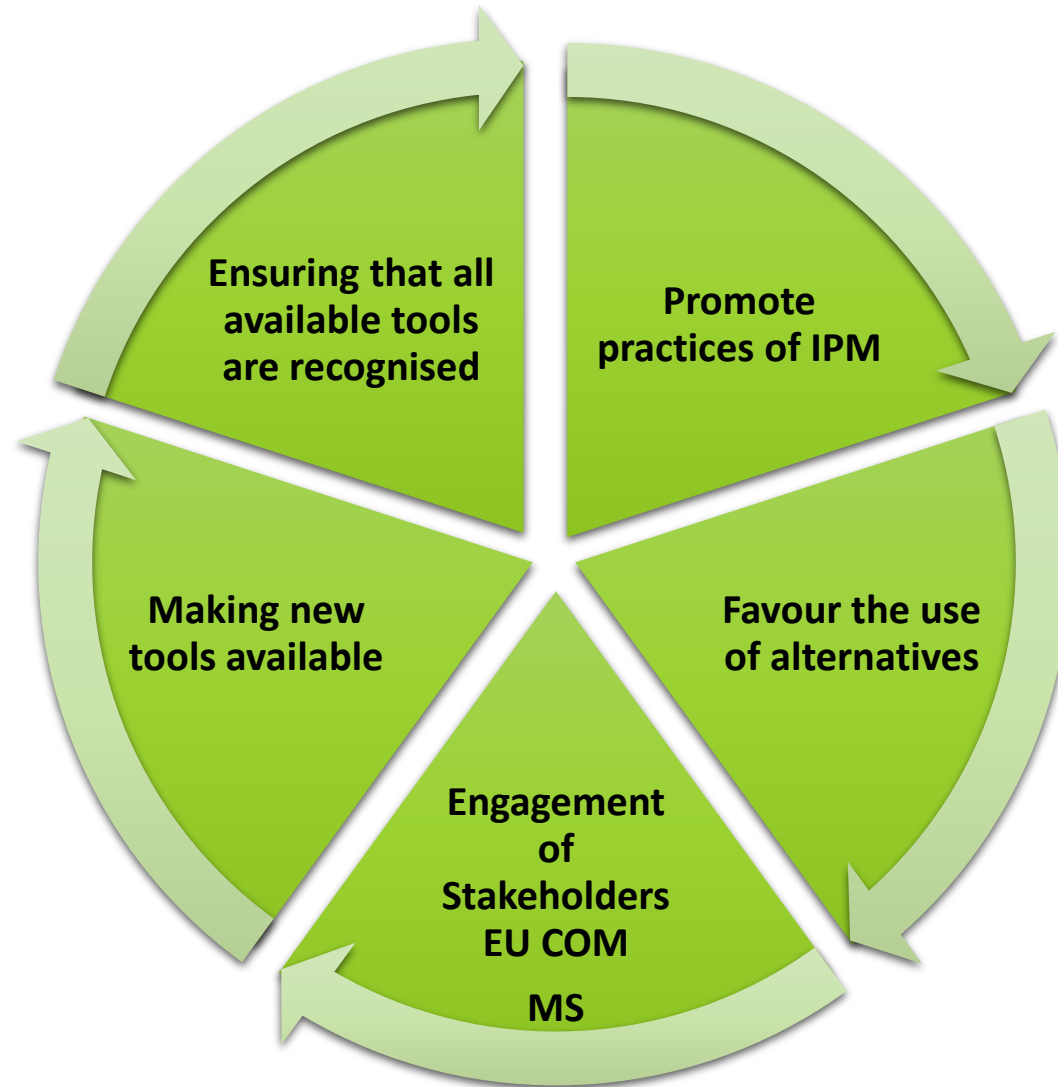 Ensuring that all
available tools
are recognised
Promote
practices of IPM
Making new
tools available
Favour the use
of alternatives
Engagement
of
Stakeholders
EU COM
MS